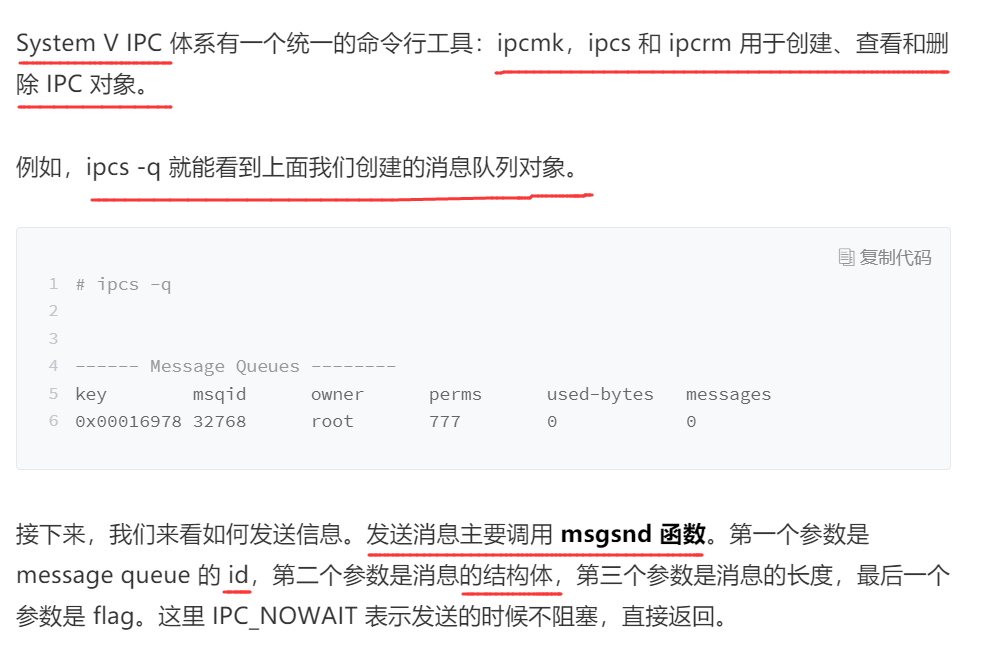 System V IPC 体系有一个统一的命令行工具：ipcmk，ipcs 和 ipcrm 用于创建、查看和删
除 IPC 对象。
例如，ipcs -q 就能看到上面我们创建的消息队列对象。
复制代码
1 # ipcs -q
2
3
4 ------ Message Queues --------
5 key msqid owner perms used-bytes messages
6 0x00016978 32768 root 777 0 0
接下来，我们来看如何发送信息。发送消息主要调用 msgsnd 函数。第一个参数是
message queue 的 id，第二个参数是消息的结构体，第三个参数是消息的长度，最后一个
参数是 flag。这里 IPC_NOWAIT 表示发送的时候不阻塞，直接返回。